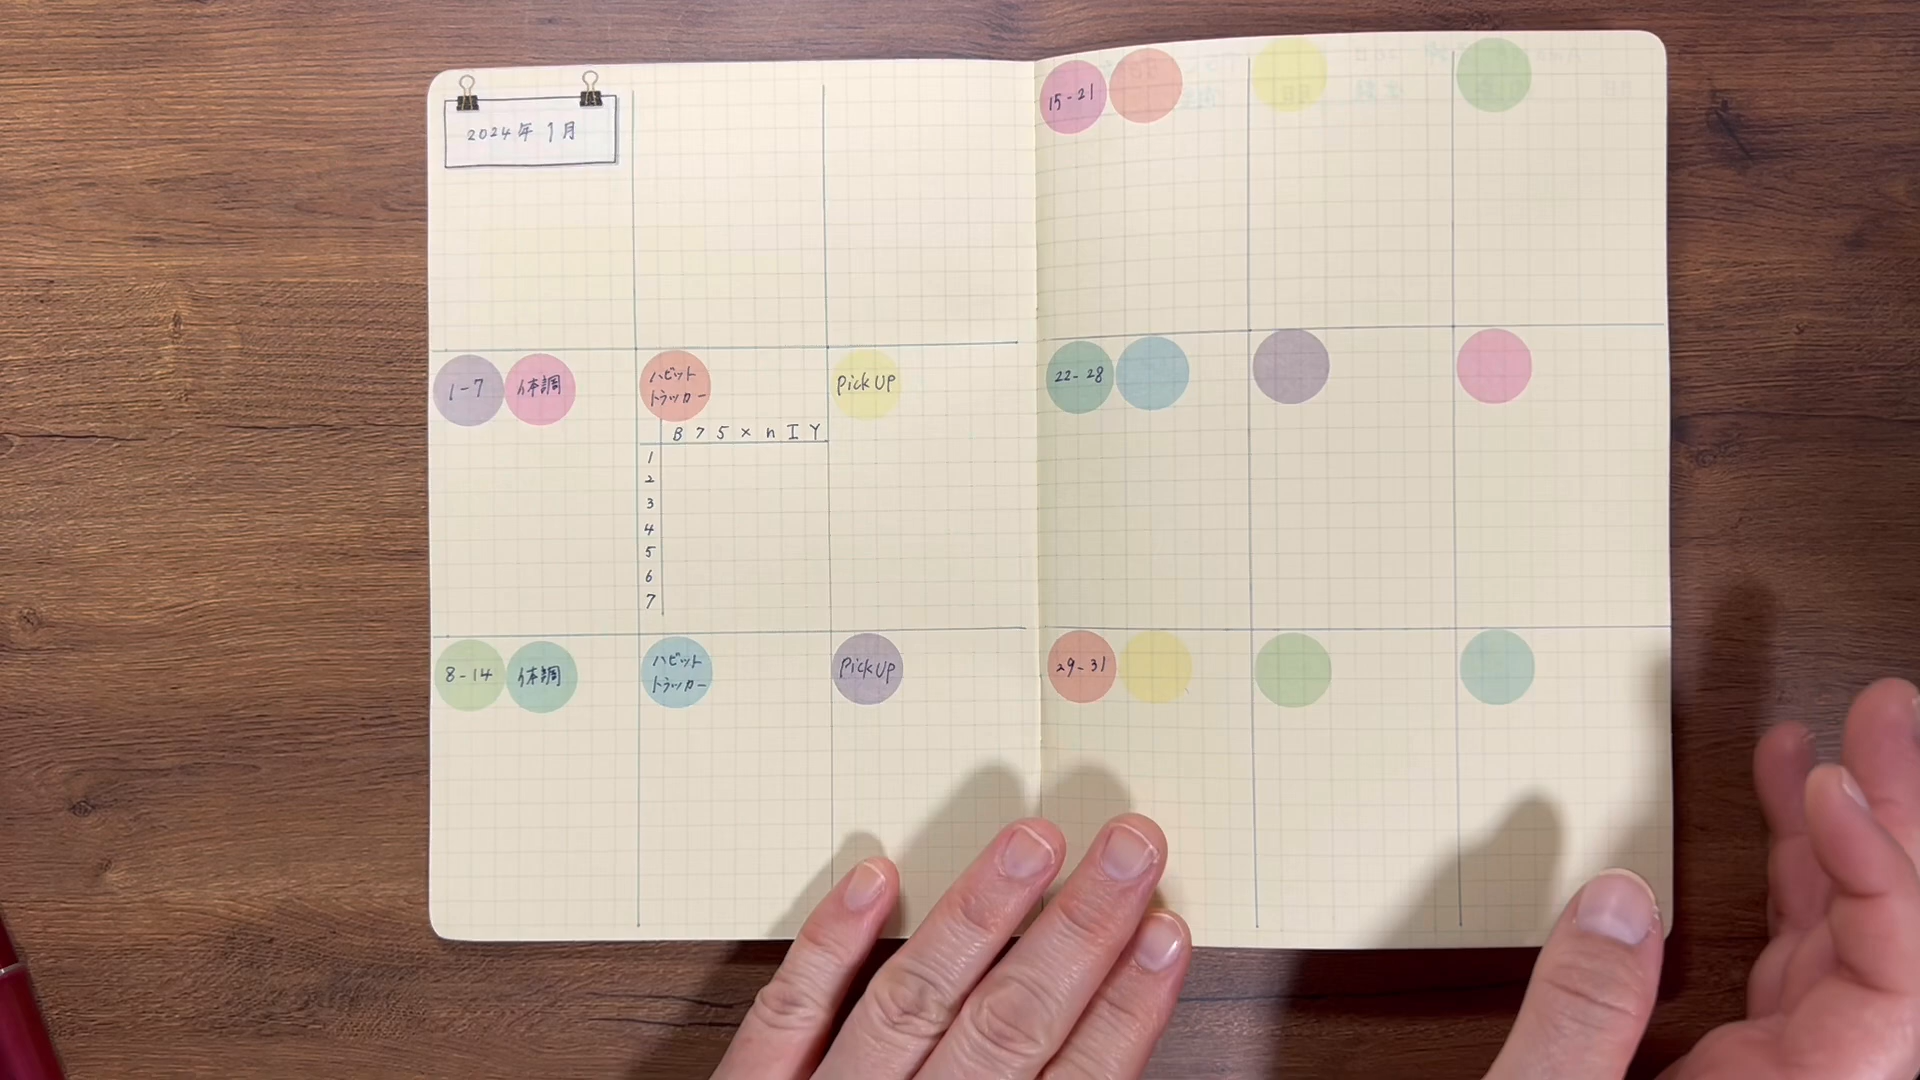 2024年 1月
1-7
体調
ハビット
トラッカー
Pick UP
B 7 5 × n I Y
1
2
3
4
5
6
7
8-14
体調
ハビット
トラッカー
Pick UP
15-21
22-28
29-31